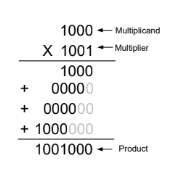 1000 Multiplicand
X 1001 Multiplier
1000
+ 00000
+ 000000
+ 1000000
1001000 Product